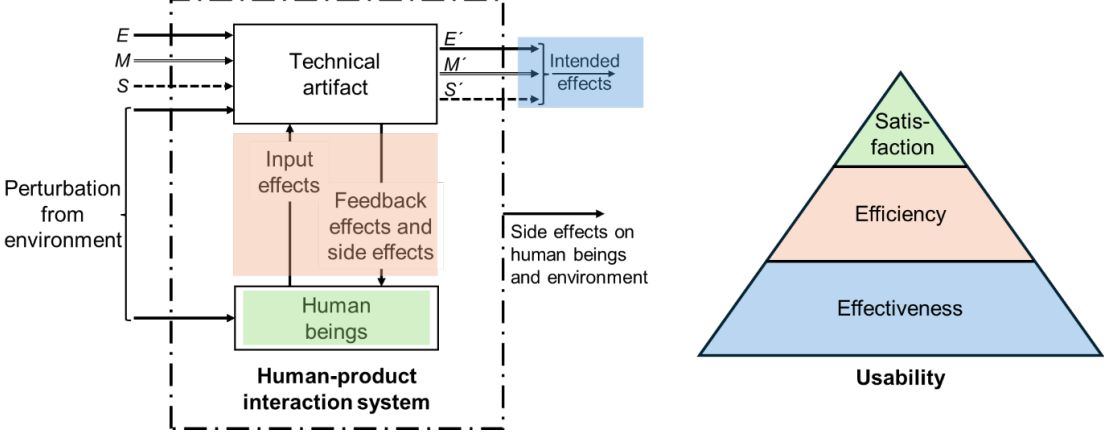 E
M
S
Technical
artifact
E´
M´
S´
Intended
effects
Perturbation
from
environment
Input
effects
Feedback
effects and
side effects
Side effects on
human beings
and environment
Human
beings
Human-product
interaction system
Satis-
faction
Efficiency
Effectiveness
Usability